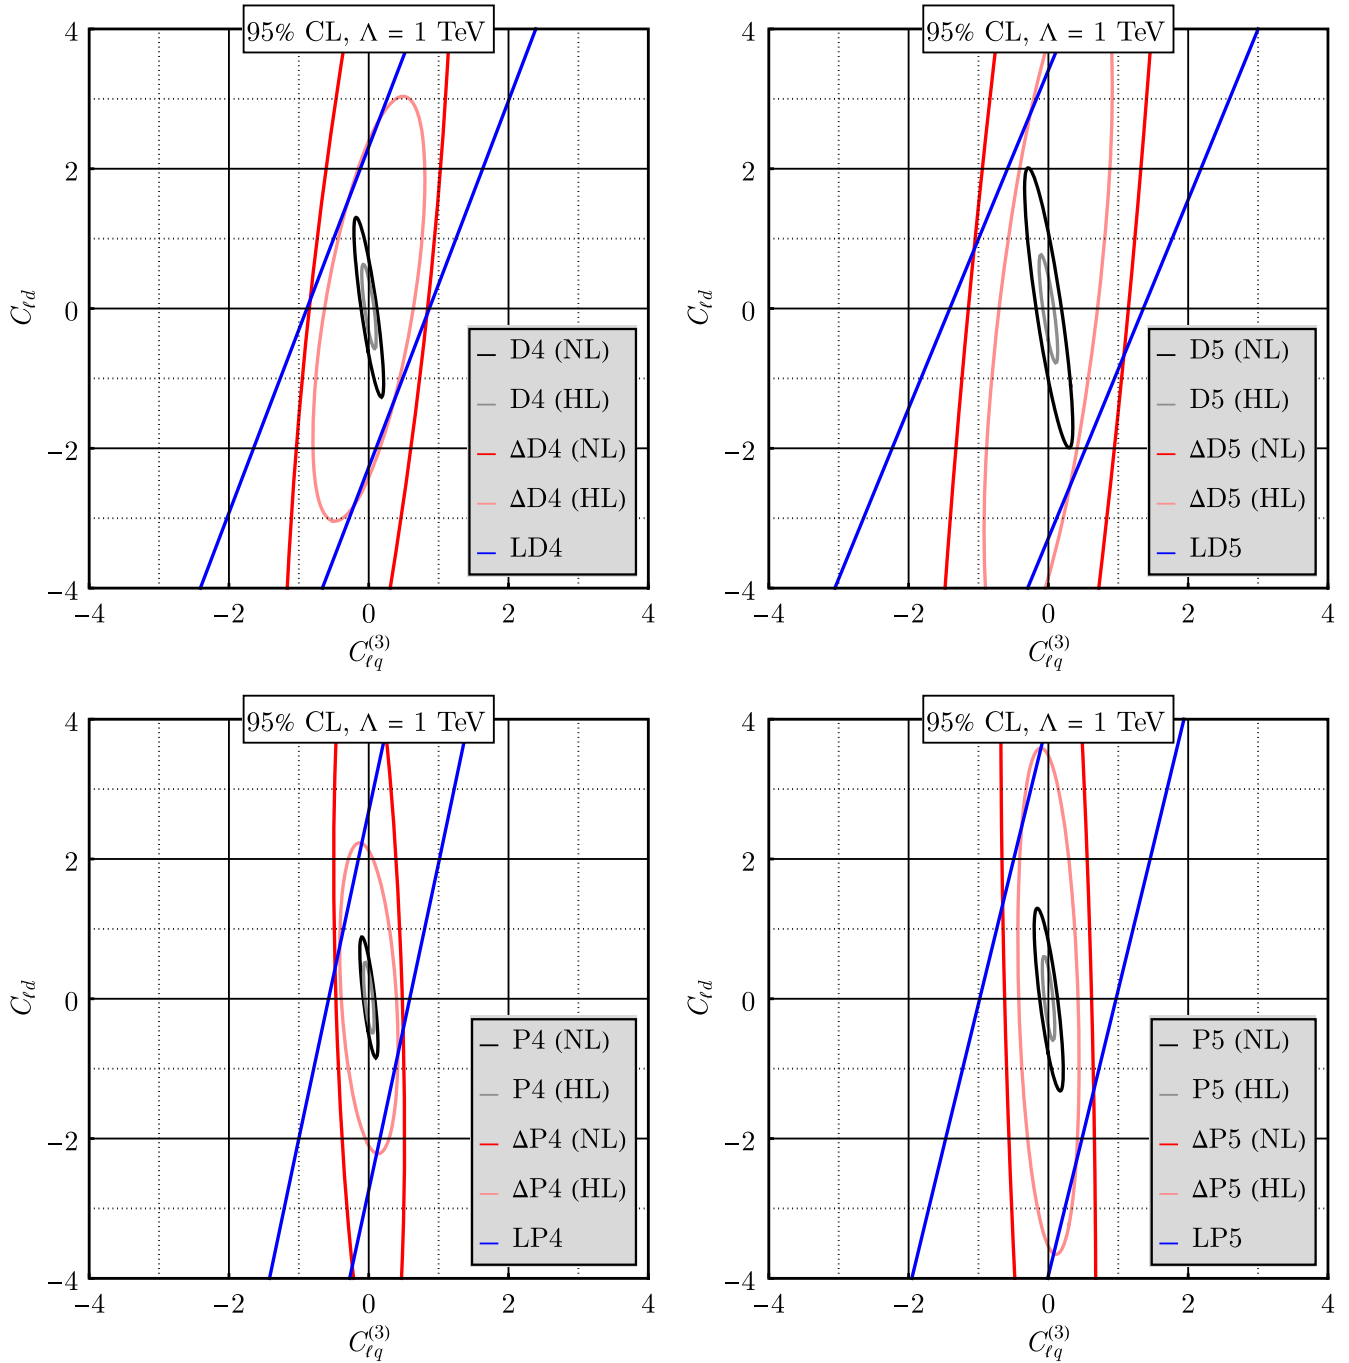 95% CL, Λ = 1 TeV
4
2
0
−2
−4
−4
−2
0
2
4
C_{ℓd}
C_{ℓq}^{(3)}
D4 (NL)
D4 (HL)
ΔD4 (NL)
ΔD4 (HL)
LD4
95% CL, Λ = 1 TeV
4
2
0
−2
−4
−4
−2
0
2
4
C_{ℓd}
C_{ℓq}^{(3)}
D5 (NL)
D5 (HL)
ΔD5 (NL)
ΔD5 (HL)
LD5
95% CL, Λ = 1 TeV
4
2
0
−2
−4
−4
−2
0
2
4
C_{ℓd}
C_{ℓq}^{(3)}
P4 (NL)
P4 (HL)
ΔP4 (NL)
ΔP4 (HL)
LP4
95% CL, Λ = 1 TeV
4
2
0
−2
−4
−4
−2
0
2
4
C_{ℓd}
C_{ℓq}^{(3)}
P5 (NL)
P5 (HL)
ΔP5 (NL)
ΔP5 (HL)
LP5